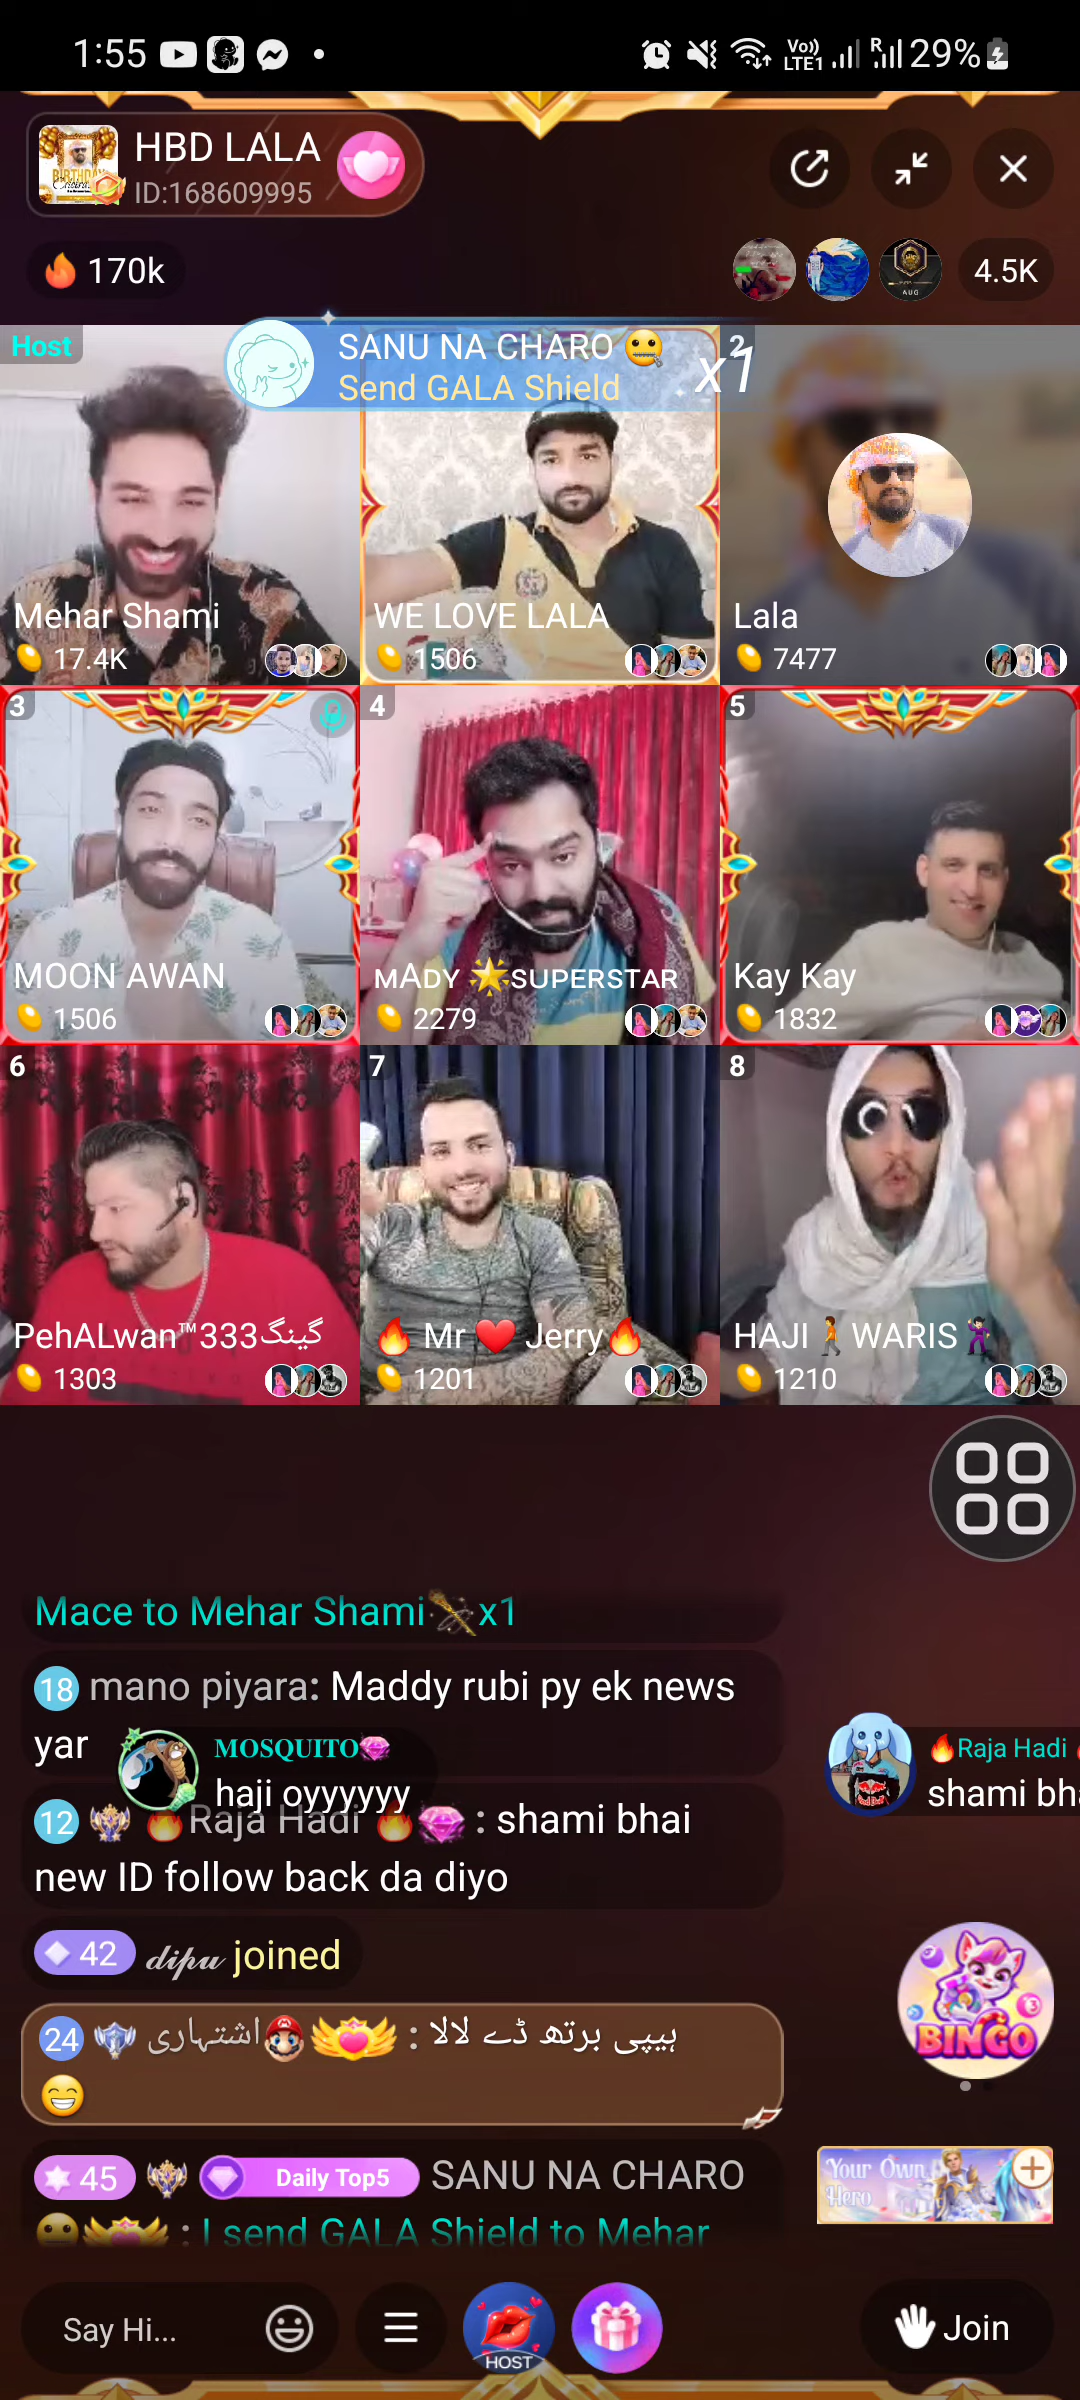 1:55
Vo)) LTE1 R 29%
HBD LALA
ID:168609995
170k
4.5K
Host
SANU NA CHARO 🤐
Send GALA Shield
x1
2
Mehar Shami
17.4K
WE LOVE LALA
1506
Lala
7477
3
4
5
MOON AWAN
1506
mAdy 🌟superstar
2279
Kay Kay
1832
6
7
8
PehALwan™333گینگ
1303
🔥 Mr ❤️ Jerry🔥
1201
HAJI 🚶 WARIS 🕺
1210
Mace to Mehar Shami x1
18 mano piyara: Maddy rubi py ek news
yar
MOSQUITO💎
haji oyyyyyy
🔥Raja Hadi
shami bha
12 🔥Raja Hadi 🔥💎 : shami bhai
new ID follow back da diyo
42 dipu joined
24 اشتہاری : ہیپی برتھ ڈے لالا
😁
BINGO
45 Daily Top5 SANU NA CHARO
🤐 : I send GALA Shield to Mehar
Your Own
Hero
Say Hi...
HOST
Join